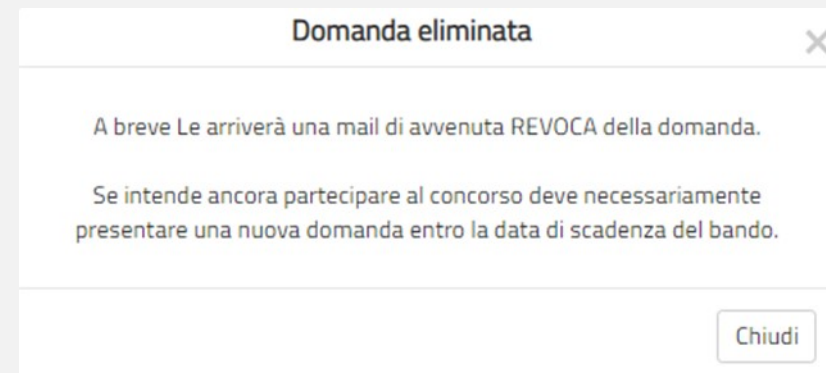 Domanda eliminata
A breve Le arriverà una mail di avvenuta REVOCA della domanda.
Se intende ancora partecipare al concorso deve necessariamente
presentare una nuova domanda entro la data di scadenza del bando.
Chiudi